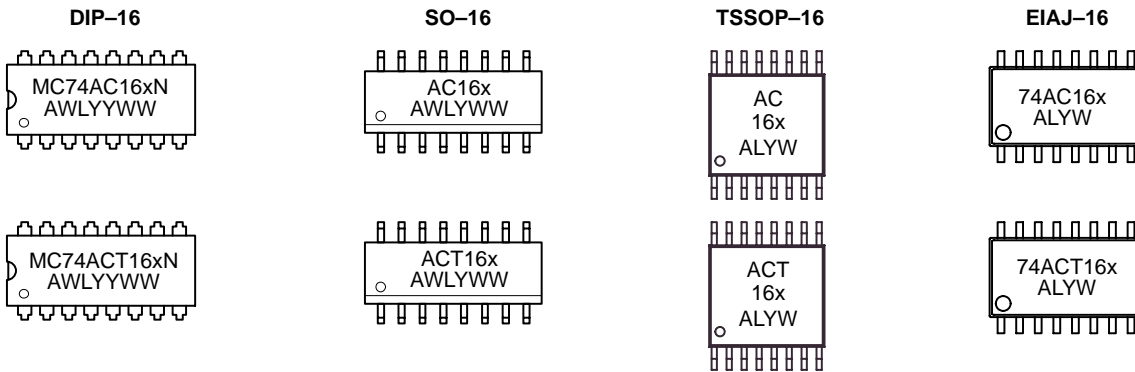 DIP–16
SO–16
TSSOP–16
EIAJ–16
MC74AC16xN
AWLYYWW
AC16x
AWLYWW
AC
16x
ALYW
74AC16x
ALYW
MC74ACT16xN
AWLYYWW
ACT16x
AWLYWW
ACT
16x
ALYW
74ACT16x
ALYW